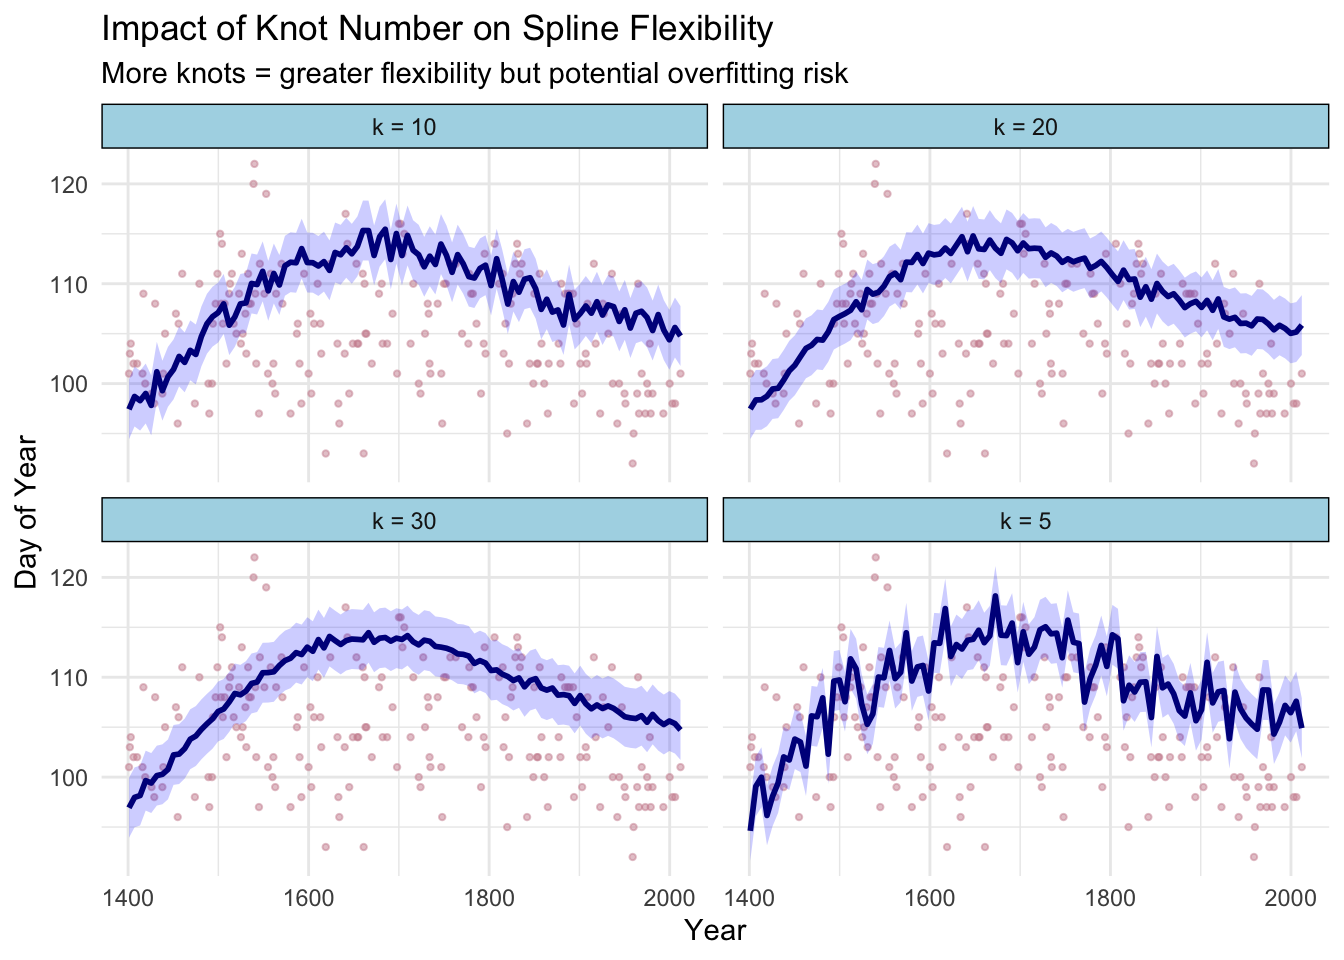 Impact of Knot Number on Spline Flexibility
More knots = greater flexibility but potential overfitting risk
k = 10
k = 20
120
110
100
k = 30
k = 5
120
110
100
Day of Year
1400
1600
1800
2000
1400
1600
1800
2000
Year